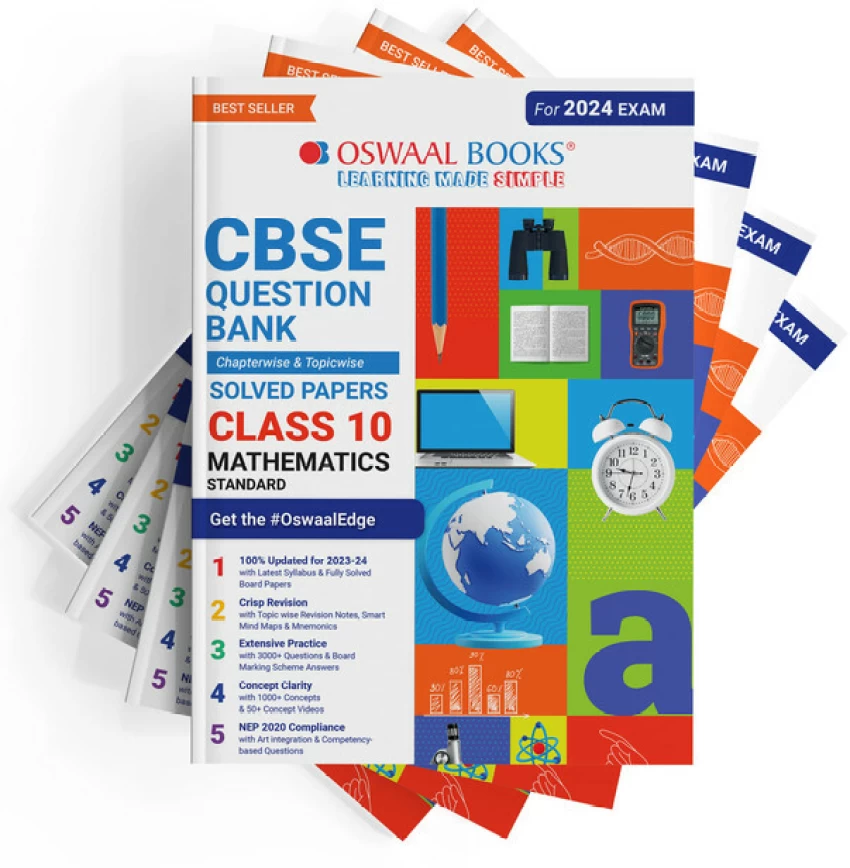 BEST SELLER
BEST SELL
BEST SE
BEST SELLER
For 2024 EXAM
OSWAAL BOOKS®
LEARNING MADE SIMPLE
CBSE
QUESTION
BANK
Chapterwise & Topicwise
SOLVED PAPERS
CLASS 10
MATHEMATICS
STANDARD
Get the #OswaalEdge
1 100% Updated for 2023-24
with Latest Syllabus & Fully Solved
Board Papers
2 Crisp Revision
with Topic wise Revision Notes, Smart
Mind Maps & Mnemonics
3 Extensive Practice
with 3000+ Questions & Board
Marking Scheme Answers
4 Concept Clarity
with 1000+ Concepts
& 50+ Concept Videos
5 NEP 2020 Compliance
with Art integration & Competency-
based Questions
a
EXAM
EXAM
2
3
4
5
NEP
2
3
4
5
NEP
2
3
4
5